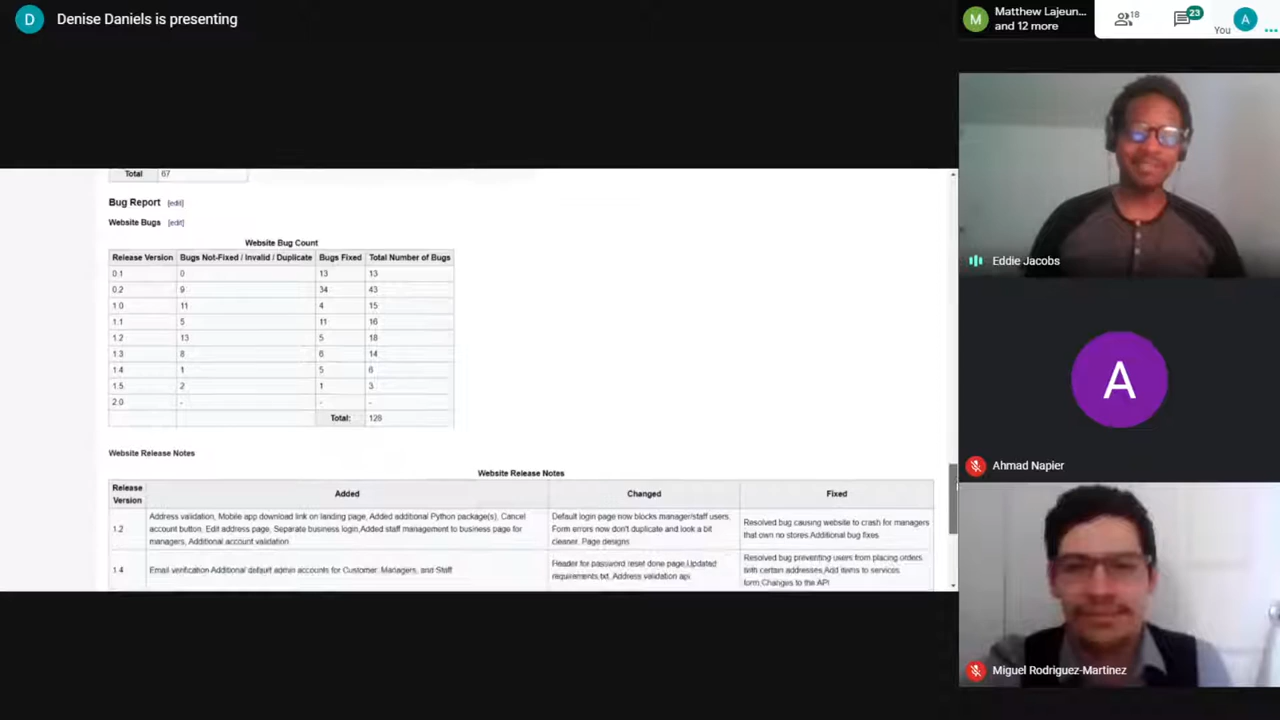 D Denise Daniels is presenting
M Matthew Lajeun...
and 12 more
18
23
You
A
Total 67
Bug Report [edit]
Website Bugs [edit]
Website Bug Count
Release Version Bugs Not-Fixed / Invalid / Duplicate Bugs Fixed Total Number of Bugs
0.1 0 13 13
0.2 9 34 43
1.0 11 4 15
1.1 5 11 16
1.2 13 5 18
1.3 8 6 14
1.4 1 5 6
1.5 2 1 3
2.0 - - -
Total: 128
Website Release Notes
Website Release Notes
Release
Version
Added Changed Fixed
1.2
Address validation, Mobile app download link on landing page, Added additional Python package(s), Cancel
account button, Edit address page, Separate business login,Added staff management to business page for
managers, Additional account validation
Default login page now blocks manager/staff users.
Form errors now don't duplicate and look a bit
cleaner. Page designs
Resolved bug causing website to crash for managers
that own no stores.Additional bug fixes
1.4
Email verification Additional default admin accounts for Customer, Managers, and Staff
Header for password reset done page,Updated
requirements.txt,Address validation api
Resolved bug preventing users from placing orders
with certain addresses,Add items to services
form,Changes to the API
Eddie Jacobs
A
Ahmad Napier
Miguel Rodriguez-Martinez